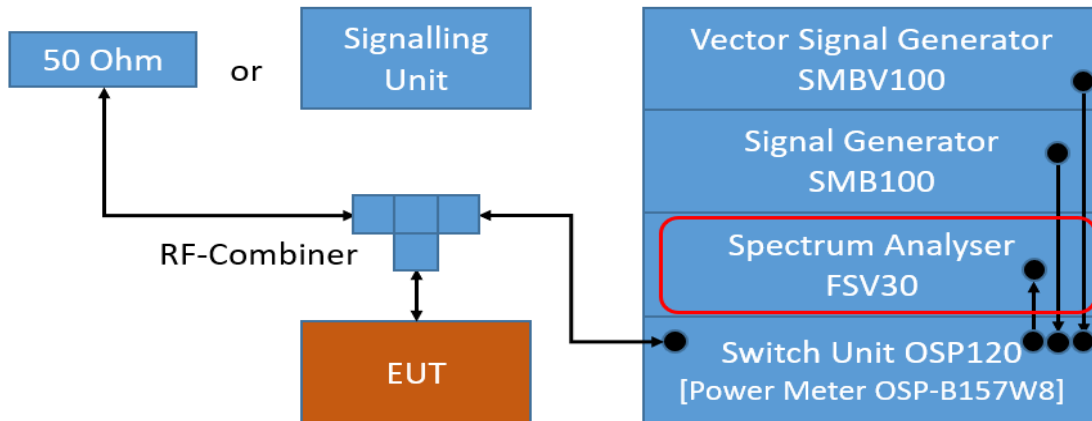 50 Ohm
or
Signalling
Unit
RF-Combiner
EUT
Vector Signal Generator
SMBV100
Signal Generator
SMB100
Spectrum Analyser
FSV30
Switch Unit OSP120
[Power Meter OSP-B157W8]